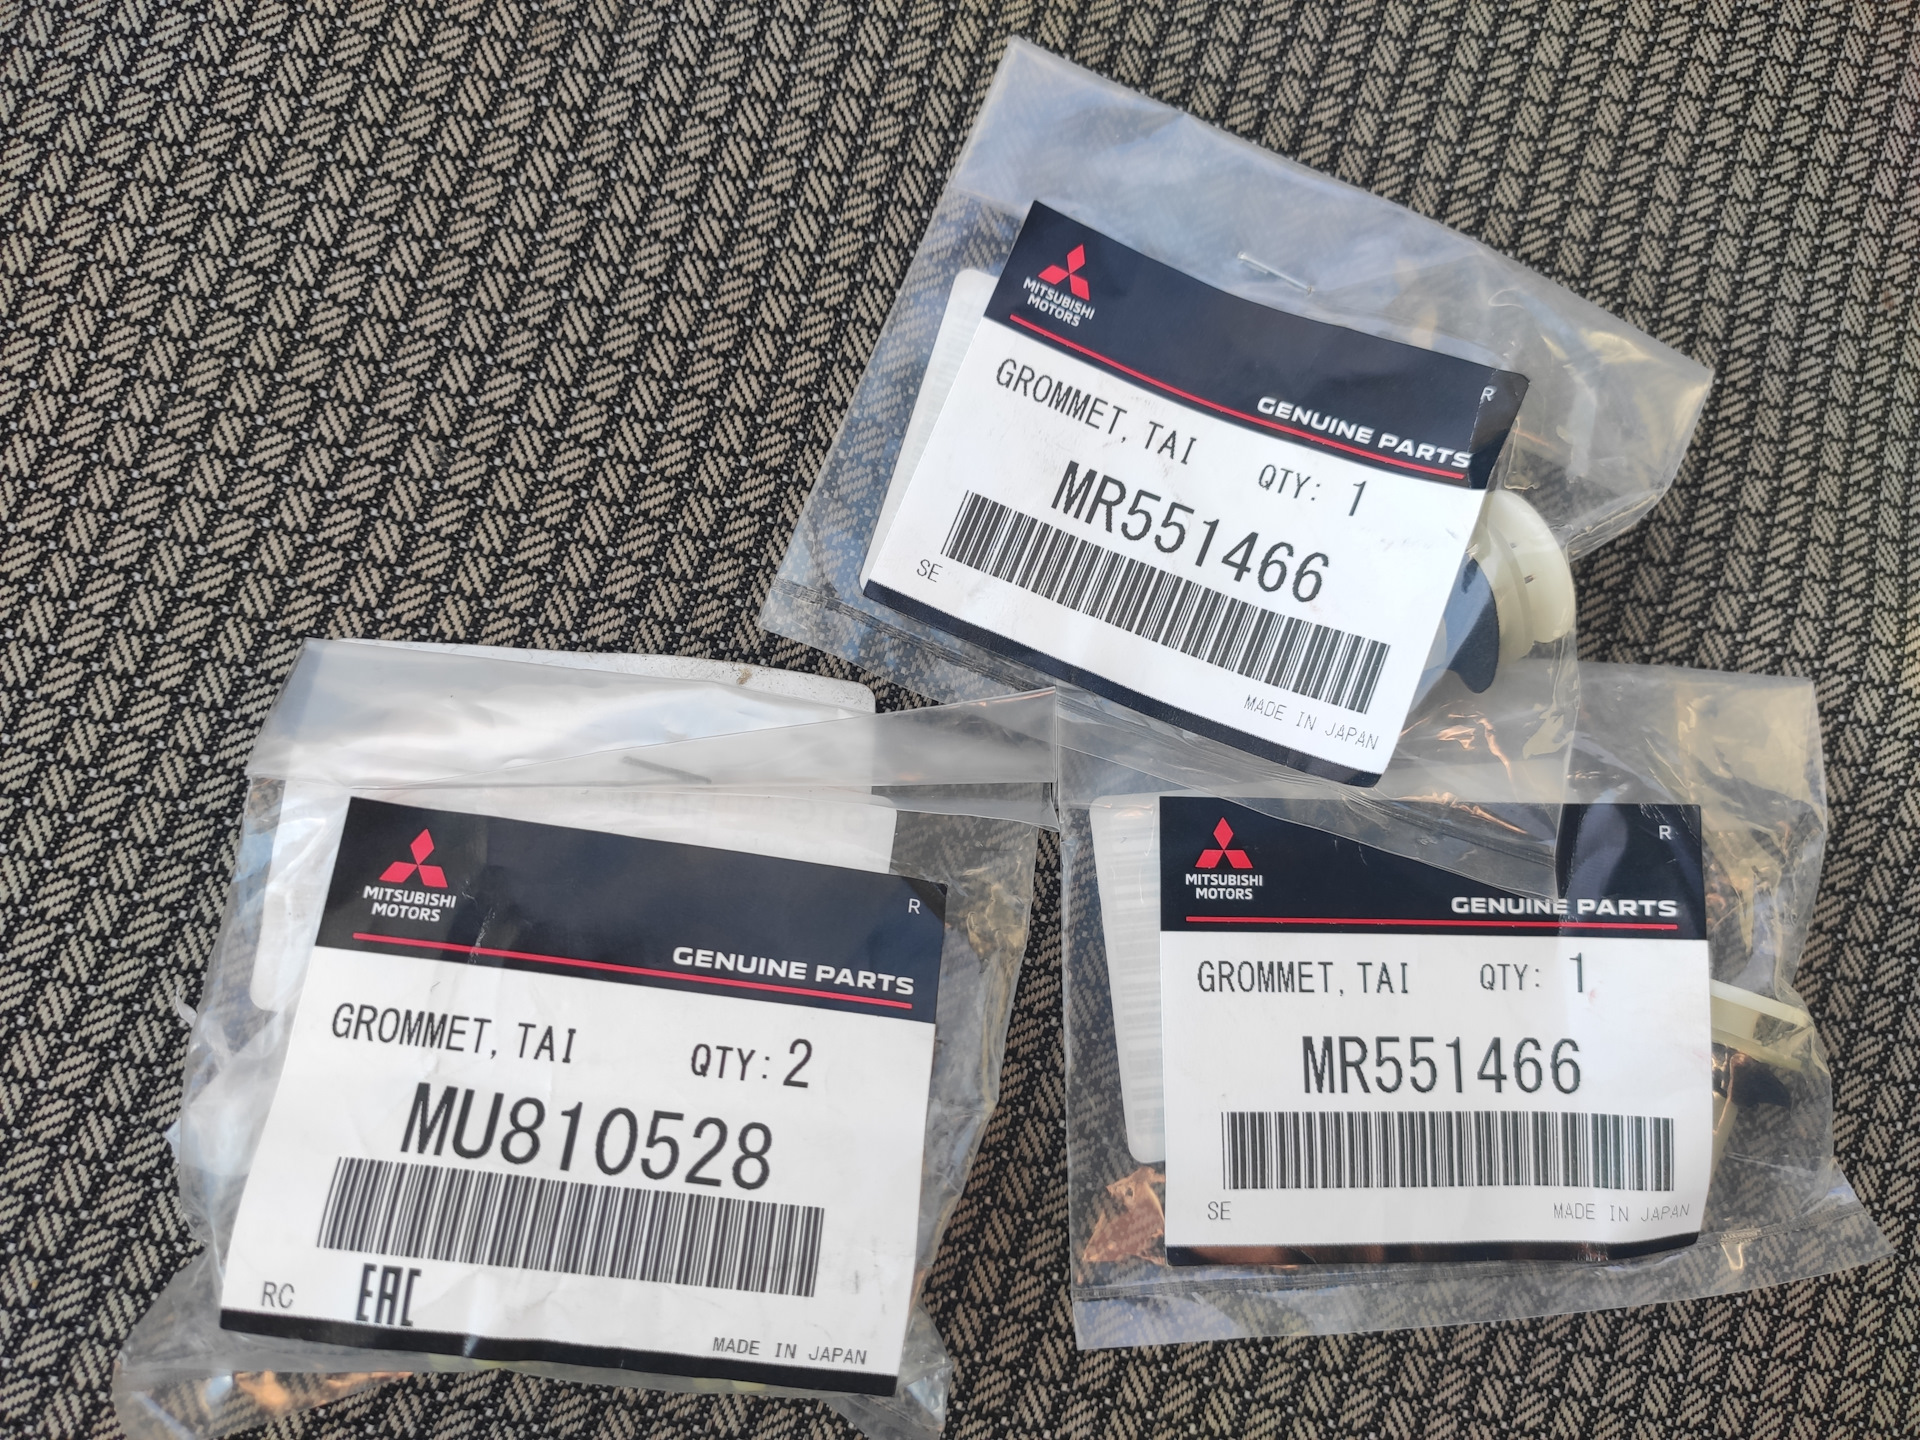 MITSUBISHI
MOTORS
R
GENUINE PARTS
GROMMET, TAI QTY: 1
MR551466
SE
MADE IN JAPAN
MITSUBISHI
MOTORS
R
GENUINE PARTS
GROMMET, TAI QTY: 2
MU810528
RC EAC
MADE IN JAPAN
MITSUBISHI
MOTORS
R
GENUINE PARTS
GROMMET, TAI QTY: 1
MR551466
SE MADE IN JAPAN